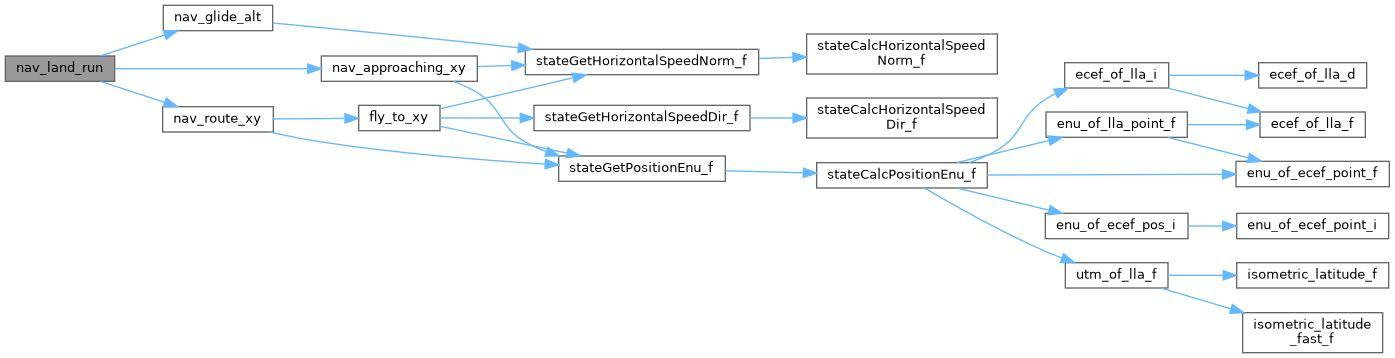 nav_land_run
nav_glide_alt
nav_approaching_xy
nav_route_xy
fly_to_xy
stateGetHorizontalSpeedNorm_f
stateGetHorizontalSpeedDir_f
stateGetPositionEnu_f
stateCalcHorizontalSpeed
Norm_f
stateCalcHorizontalSpeed
Dir_f
stateCalcPositionEnu_f
ecef_of_lla_i
enu_of_lla_point_f
enu_of_ecef_pos_i
utm_of_lla_f
ecef_of_lla_d
ecef_of_lla_f
enu_of_ecef_point_f
enu_of_ecef_point_i
isometric_latitude_f
isometric_latitude
_fast_f